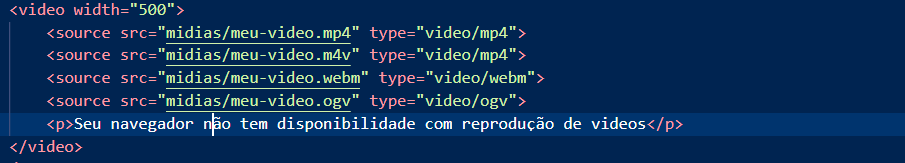 <video width="500">
<source src="midias/meu-video.mp4" type="video/mp4">
<source src="midias/meu-video.m4v" type="video/mp4">
<source src="midias/meu-video.webm" type="video/webm">
<source src="midias/meu-video.ogv" type="video/ogv">
<p>Seu navegador não tem disponibilidade com reprodução de videos</p>
</video>